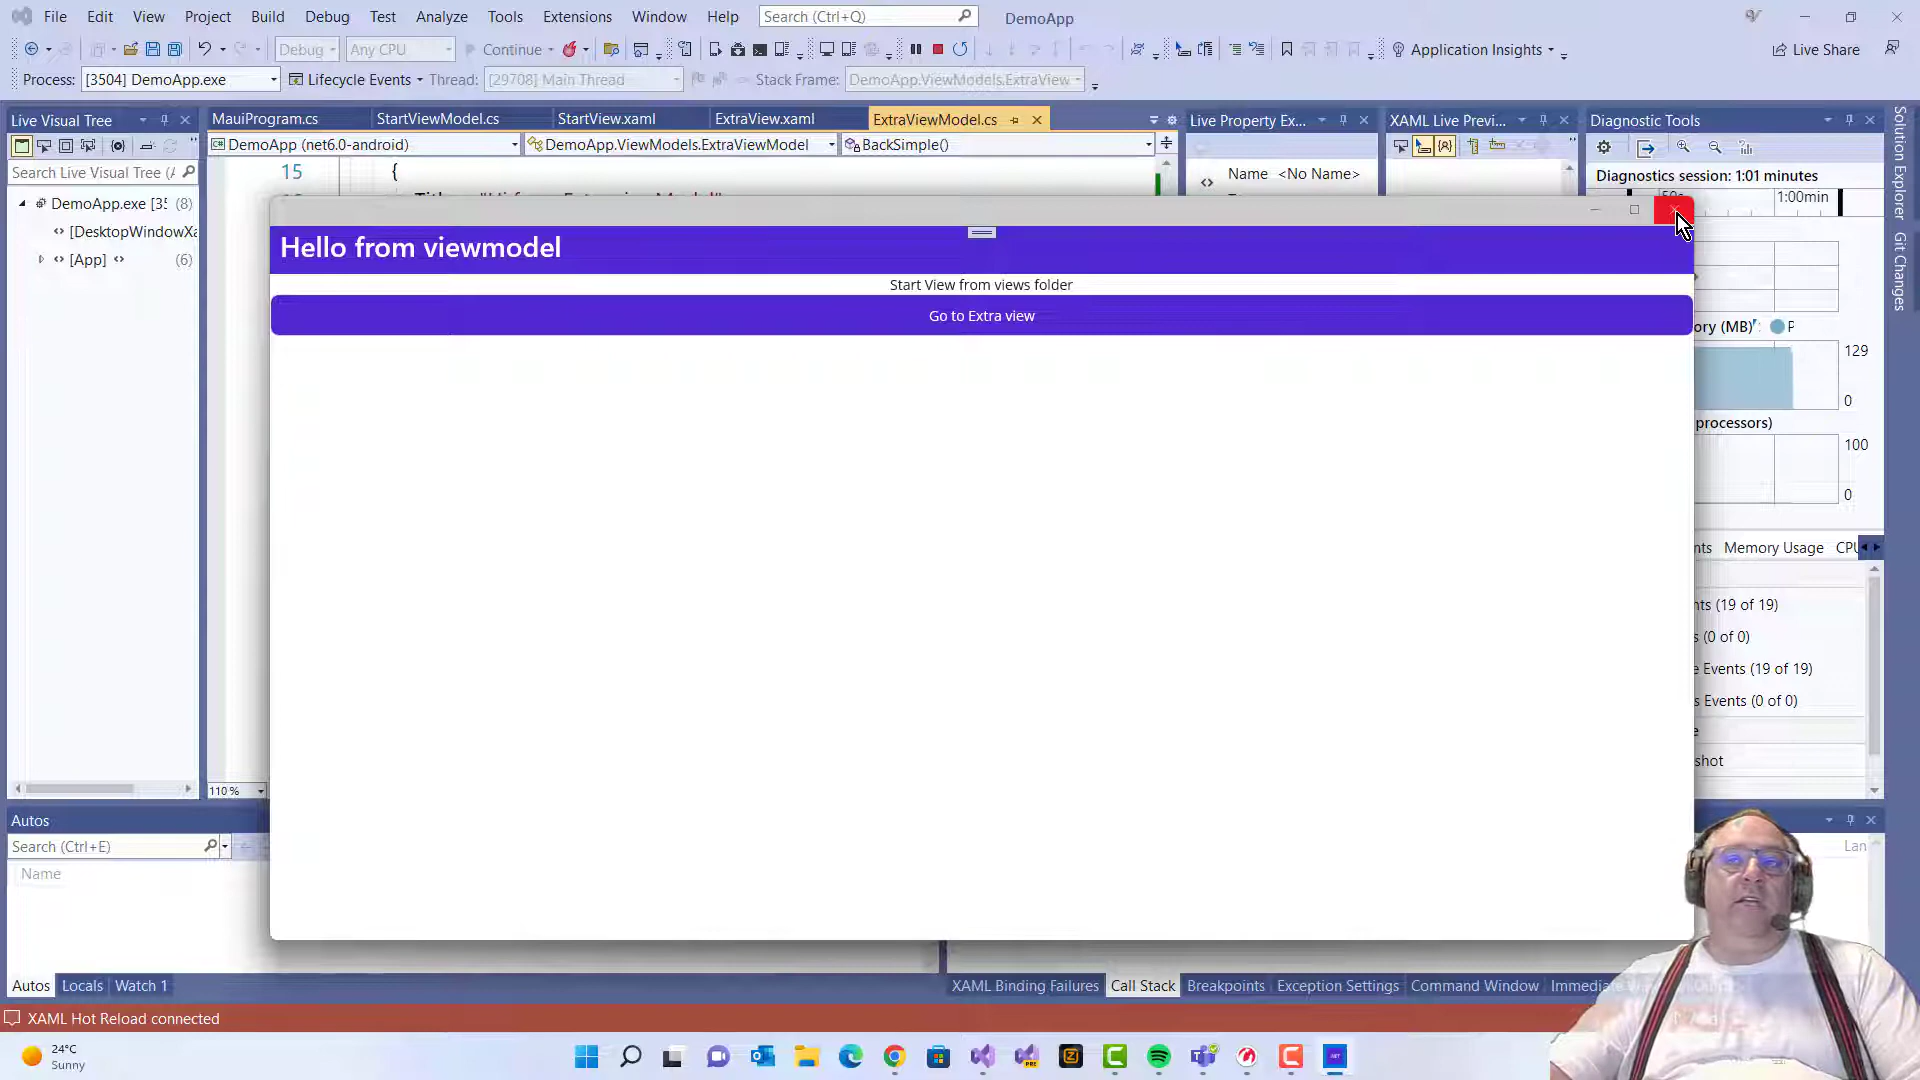 File Edit View Project Build Debug Test Analyze Tools Extensions Window Help Search (Ctrl+Q) DemoApp
Debug Any CPU Continue Application Insights Live Share
Process: [3504] DemoApp.exe Lifecycle Events Thread: [29708] Main Thread Stack Frame: DemoApp.ViewModels.ExtraView
Live Visual Tree MauiProgram.cs StartViewModel.cs StartView.xaml ExtraView.xaml ExtraViewModel.cs Live Property Ex... XAML Live Previ... Diagnostic Tools
DemoApp (net6.0-android) DemoApp.ViewModels.ExtraViewModel BackSimple()
Search Live Visual Tree (A 15 { Name <No Name> Diagnostics session: 1:01 minutes
1:00min
DemoApp.exe [35 (8)
[DesktopWindowXa
[App] (6)
Solution Explorer
Git Changes
Hello from viewmodel
Start View from views folder
Go to Extra view
ory (MB) P
129
0
processors)
100
0
nts Memory Usage CPU
nts (19 of 19)
s (0 of 0)
e Events (19 of 19)
s Events (0 of 0)
e
shot
110 %
Autos
Search (Ctrl+E) Lan
Name
Autos Locals Watch 1 XAML Binding Failures Call Stack Breakpoints Exception Settings Command Window Immediate
XAML Hot Reload connected
24°C
Sunny